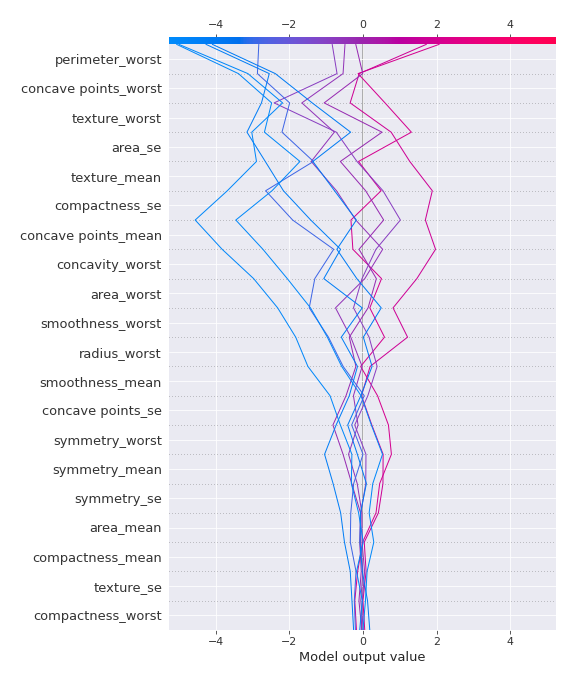 −4 −2 0 2 4
perimeter_worst
concave points_worst
texture_worst
area_se
texture_mean
compactness_se
concave points_mean
concavity_worst
area_worst
smoothness_worst
radius_worst
smoothness_mean
concave points_se
symmetry_worst
symmetry_mean
symmetry_se
area_mean
compactness_mean
texture_se
compactness_worst
−4 −2 0 2 4
Model output value